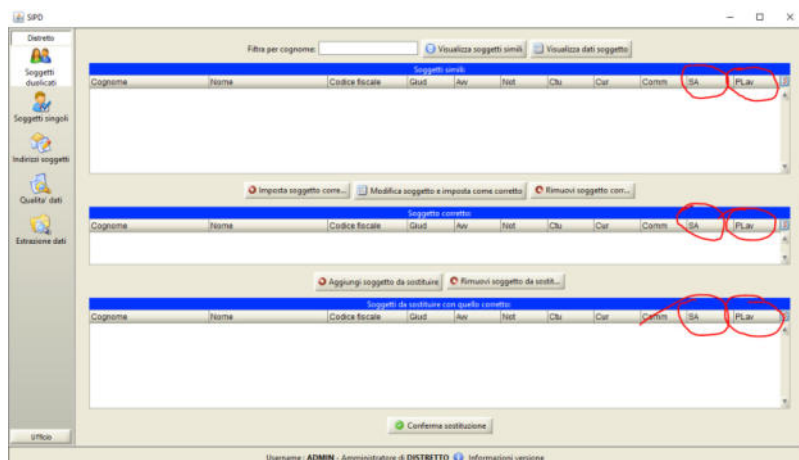 SIPD
Distretto
Soggetti duplicati
Soggetti singoli
Indirizzi soggetti
Qualita' dati
Estrazione dati
Ufficio
Filtra per cognome: Visualizza soggetti simili Visualizza dati soggetto
Soggetti simili:
Cognome Nome Codice fiscale Giud Avv Not Ctu Cur Comm SA PLav
Imposta soggetto corre... Modifica soggetto e imposta come corretto Rimuovi soggetto corr...
Soggetto corretto:
Cognome Nome Codice fiscale Giud Avv Not Ctu Cur Comm SA PLav
Aggiungi soggetto da sostituire Rimuovi soggetto da sostit...
Soggetti da sostituire con quello corretto:
Cognome Nome Codice fiscale Giud Avv Not Ctu Cur Comm SA PLav
Conferma sostituzione
Username : ADMIN - Amministratore di DISTRETTO Informazioni versione